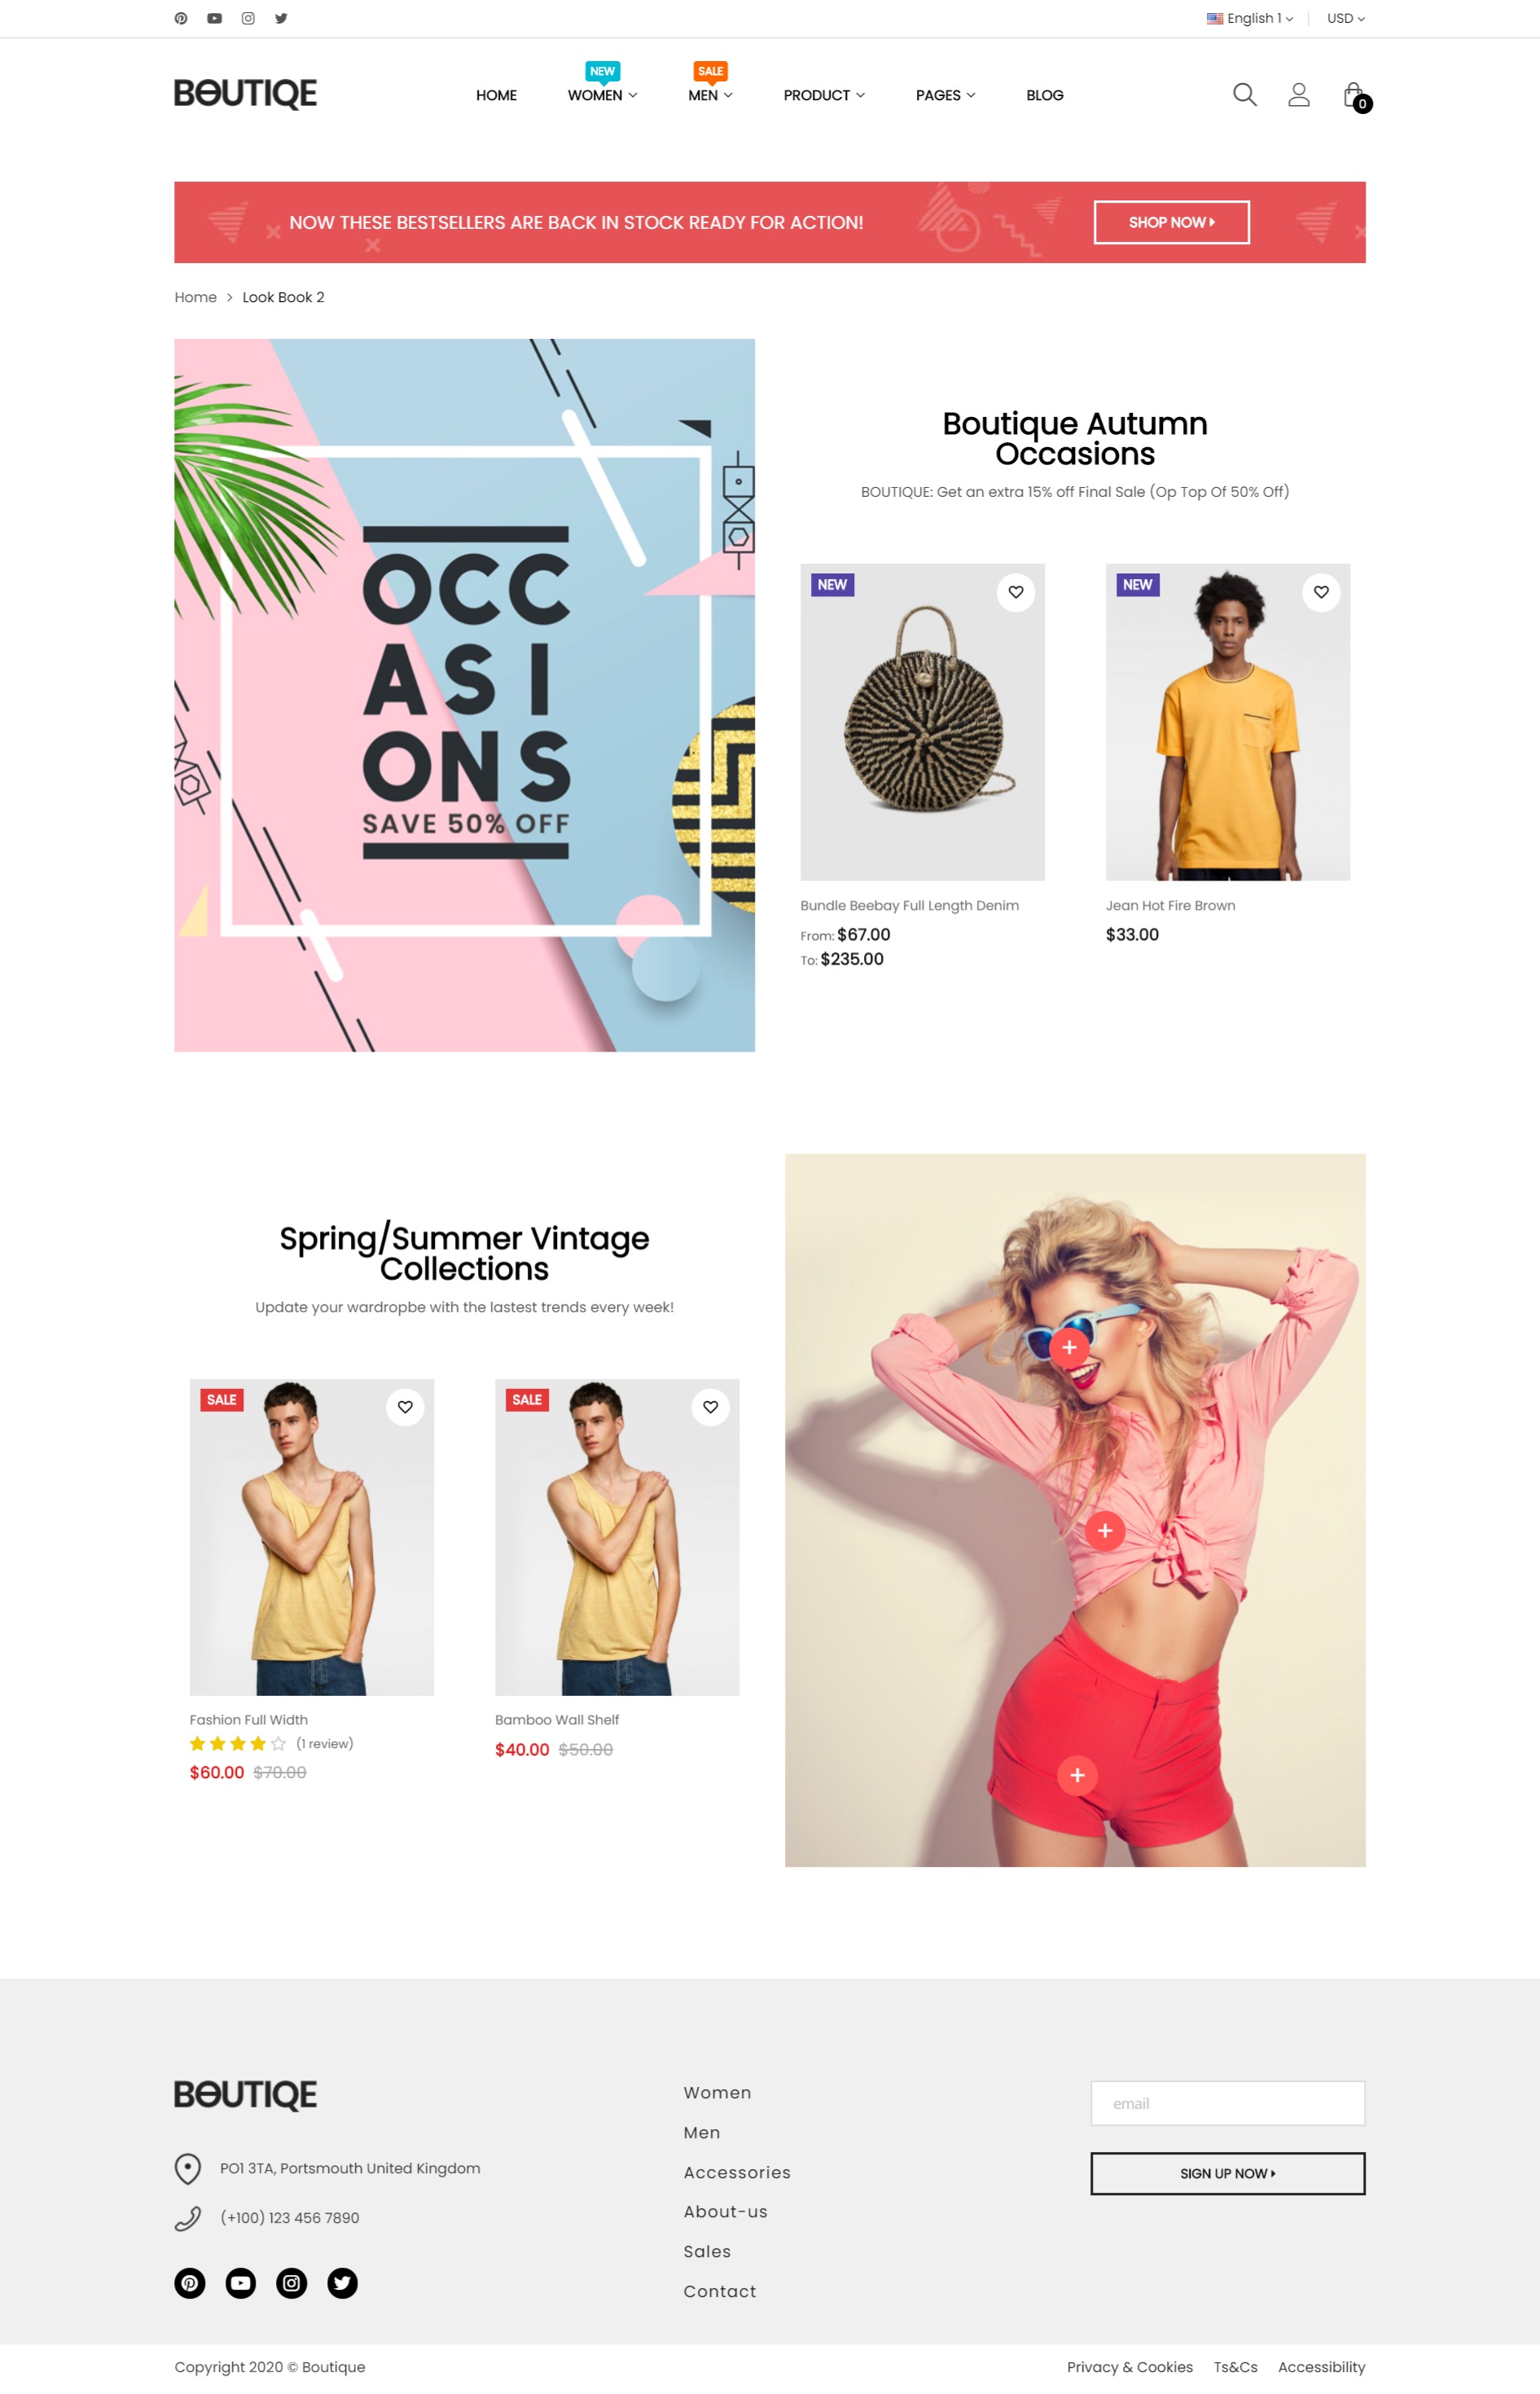 English 1
USD
NEW
SALE
BOUTIQE
HOME
WOMEN
MEN
PRODUCT
PAGES
BLOG
0
NOW THESE BESTSELLERS ARE BACK IN STOCK READY FOR ACTION!
SHOP NOW
Home > Look Book 2
OCC
ASI
ONS
SAVE 50% OFF
Boutique Autumn
Occasions
BOUTIQUE: Get an extra 15% off Final Sale (Op Top Of 50% Off)
NEW
Bundle Beebay Full Length Denim
From: $67.00
To: $235.00
NEW
Jean Hot Fire Brown
$33.00
Spring/Summer Vintage
Collections
Update your wardropbe with the lastest trends every week!
SALE
Fashion Full Width
(1 review)
$60.00 $70.00
SALE
Bamboo Wall Shelf
$40.00 $50.00
BOUTIQE
PO1 3TA, Portsmouth United Kingdom
(+100) 123 456 7890
Women
Men
Accessories
About-us
Sales
Contact
email
SIGN UP NOW
Copyright 2020 © Boutique
Privacy & Cookies
Ts&Cs
Accessibility